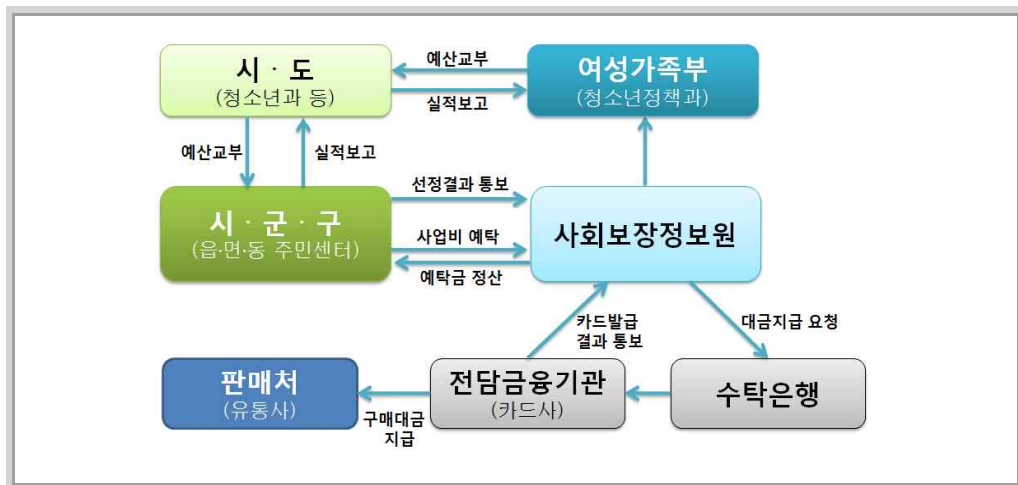 시 · 도
(청소년과 등)
예산교부
실적보고
여성가족부
(청소년정책과)
예산교부
실적보고
시 · 군 · 구
(읍·면·동 주민센터)
선정결과 통보
사업비 예탁
예탁금 정산
사회보장정보원
카드발급
결과 통보
대금지급 요청
판매처
(유통사)
구매대금
지급
전담금융기관
(카드사)
수탁은행